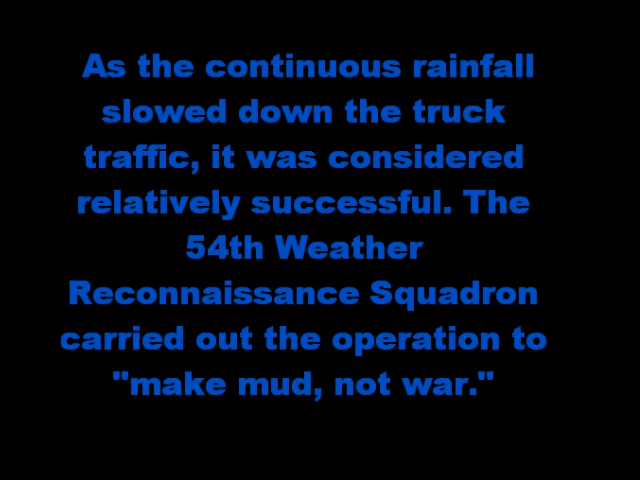 As the continuous rainfall
slowed down the truck
traffic, it was considered
relatively successful. The
54th Weather
Reconnaissance Squadron
carried out the operation to
"make mud, not war."